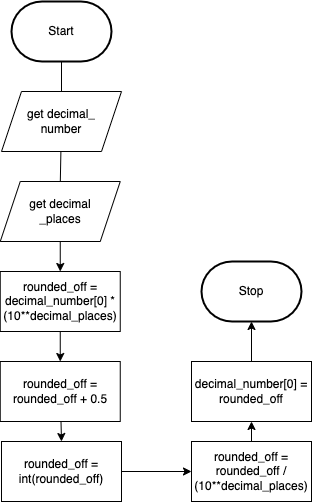 Start
get decimal_
number
get decimal
_places
rounded_off =
decimal_number[0] *
(10**decimal_places)
rounded_off =
rounded_off + 0.5
rounded_off =
int(rounded_off)
rounded_off =
rounded_off /
(10**decimal_places)
decimal_number[0] =
rounded_off
Stop